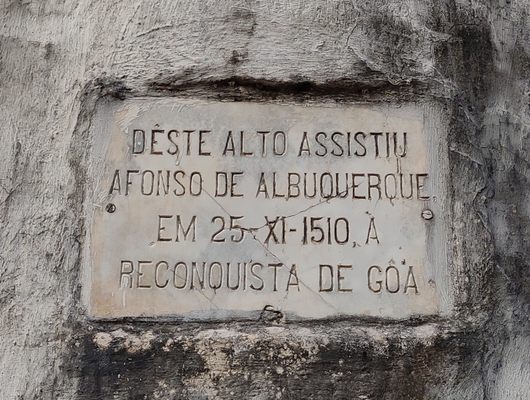 DÊSTE ALTO ASSISTIU
AFONSO DE ALBUQUERQUE,
EM 25-XI-1510, Á
RECONQUISTA DE GÔA